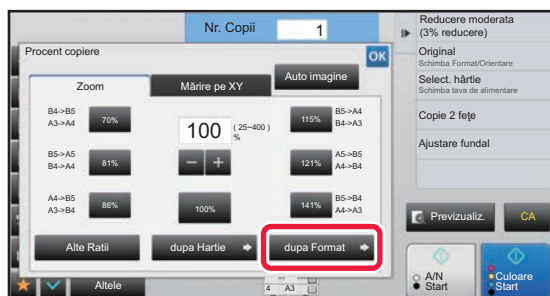 Nr. Copii 1
Procent copiere
OK
Zoom
Mărire pe XY
Auto imagine
B4->B5
A3->A4
70%
100
(25~400)
%
115%
B5->A4
B4->A3
B5->A5
B4->A4
81%
121%
A5->B5
B4->A4
A4->B5
A3->B4
86%
100%
141%
B5->B4
A4->A3
Alte Ratii
dupa Hartie
dupa Format
Altele
4 A3
Reducere moderata
(3% reducere)
Original
Schimba Format/Orientare
Select. hârtie
Schimba tava de alimentare
Copie 2 feţe
Ajustare fundal
Previzualiz.
CA
A/N
Start
Culoare
Start